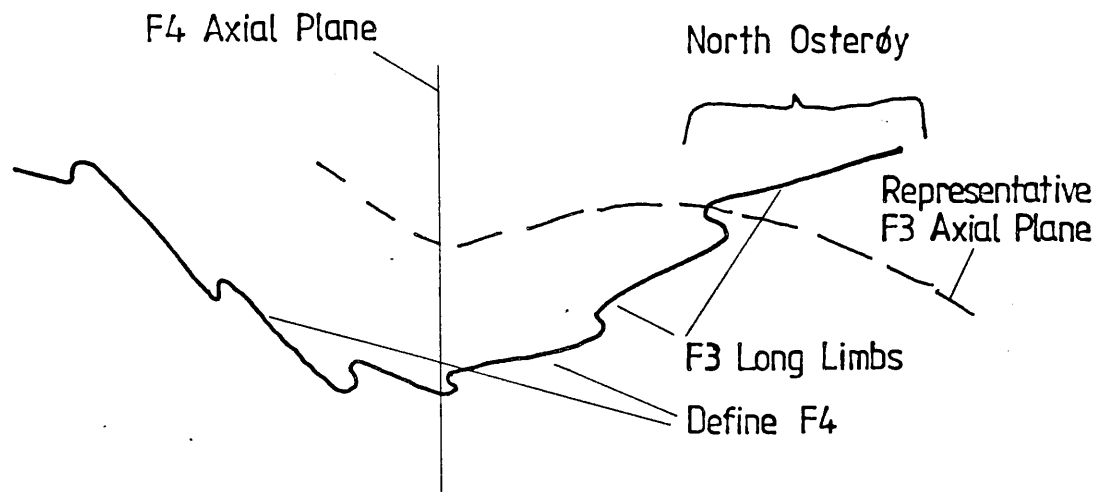 F4 Axial Plane
North Osterøy
Representative
F3 Axial Plane
F3 Long Limbs
Define F4